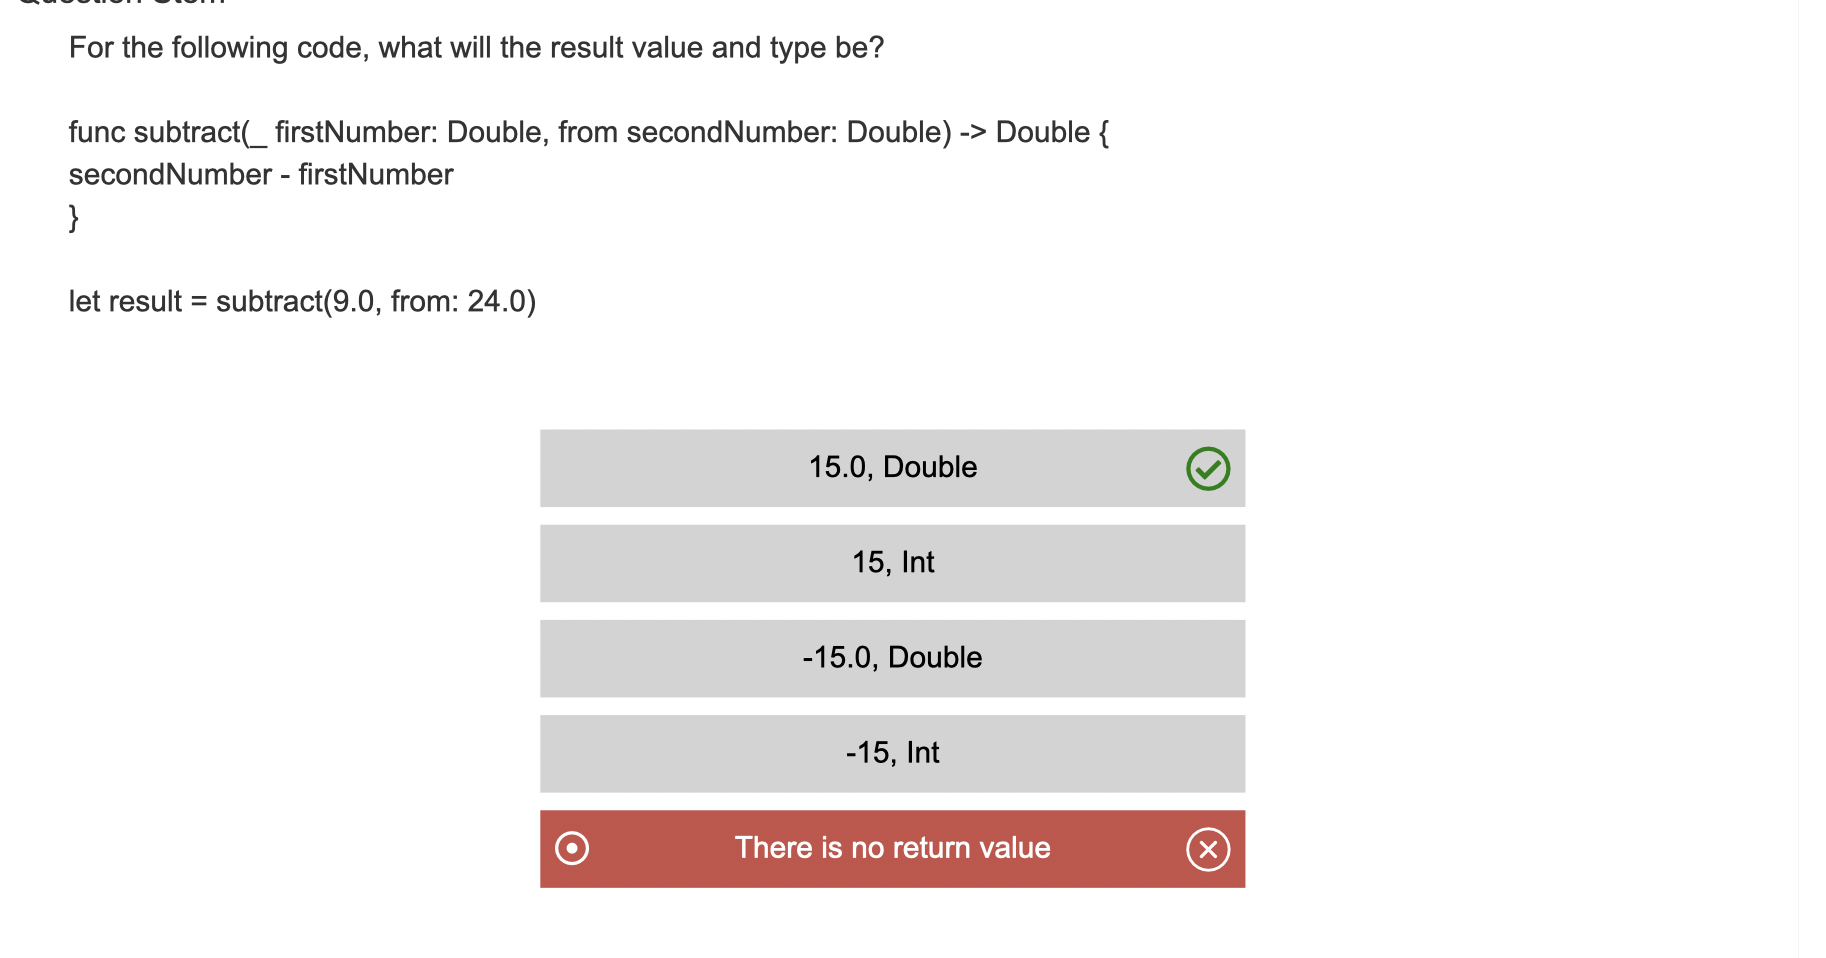 For the following code, what will the result value and type be?
func subtract(_ firstNumber: Double, from secondNumber: Double) -> Double {
secondNumber - firstNumber
}
let result = subtract(9.0, from: 24.0)
15.0, Double
15, Int
-15.0, Double
-15, Int
There is no return value